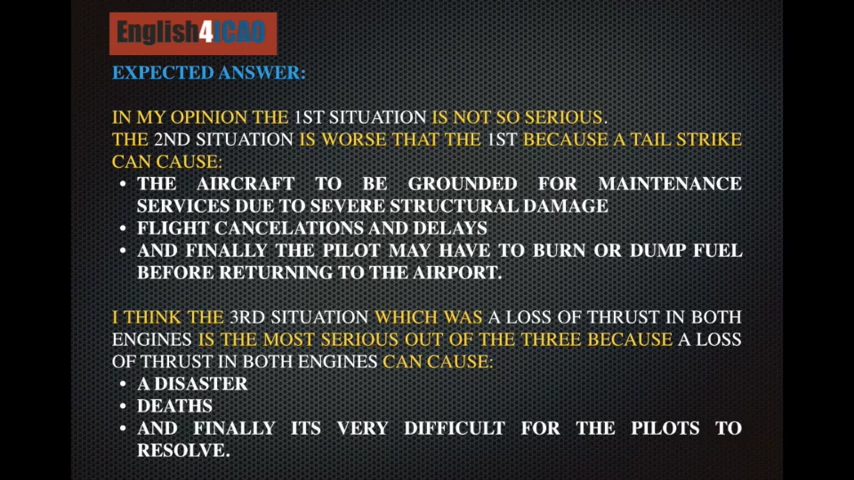 English4ICAO
EXPECTED ANSWER:
IN MY OPINION THE 1ST SITUATION IS NOT SO SERIOUS.
THE 2ND SITUATION IS WORSE THAT THE 1ST BECAUSE A TAIL STRIKE
CAN CAUSE:
• THE AIRCRAFT TO BE GROUNDED FOR MAINTENANCE
SERVICES DUE TO SEVERE STRUCTURAL DAMAGE
• FLIGHT CANCELATIONS AND DELAYS
• AND FINALLY THE PILOT MAY HAVE TO BURN OR DUMP FUEL
BEFORE RETURNING TO THE AIRPORT.
I THINK THE 3RD SITUATION WHICH WAS A LOSS OF THRUST IN BOTH
ENGINES IS THE MOST SERIOUS OUT OF THE THREE BECAUSE A LOSS
OF THRUST IN BOTH ENGINES CAN CAUSE:
• A DISASTER
• DEATHS
• AND FINALLY ITS VERY DIFFICULT FOR THE PILOTS TO
RESOLVE.